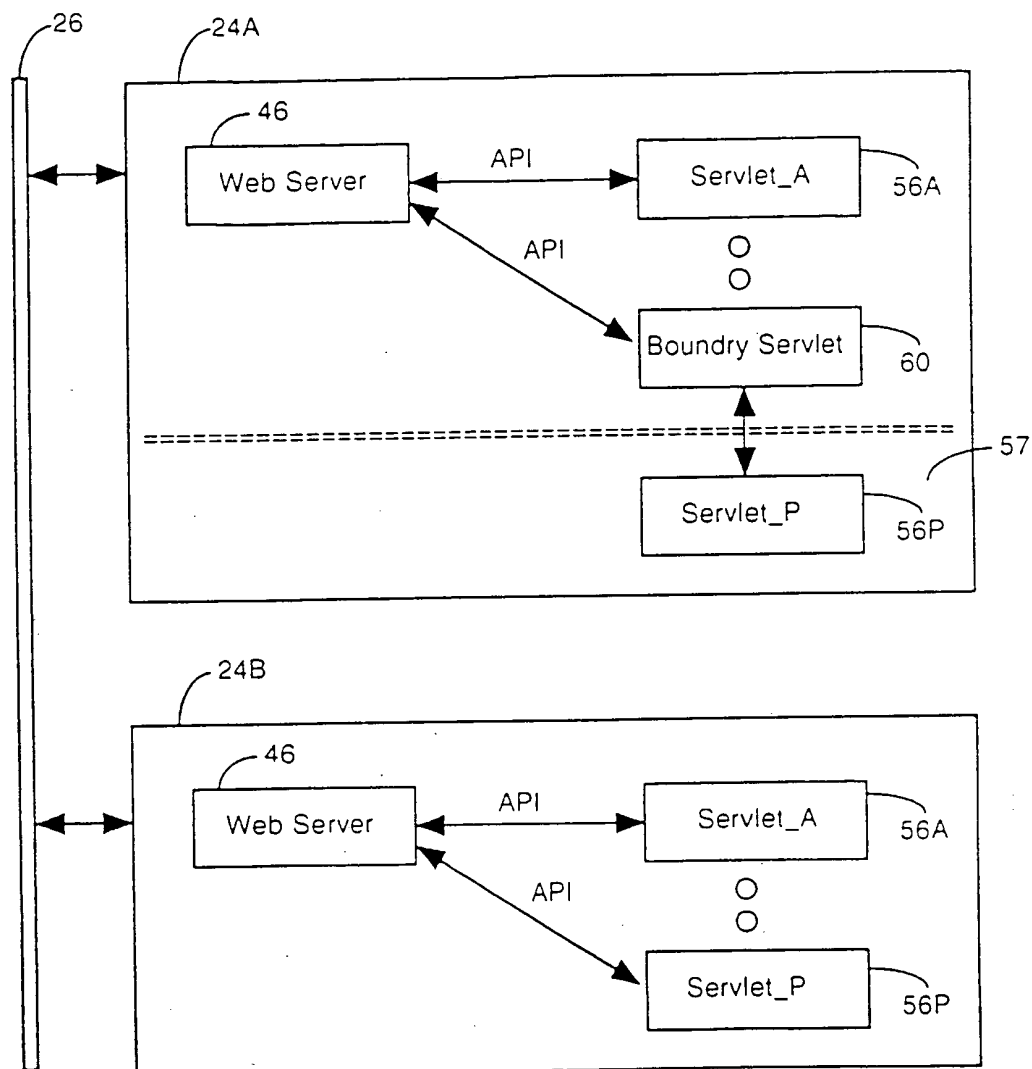 26
24A
46
Web Server
API
Servlet_A
56A
API
Boundry Servlet
60
57
Servlet_P
56P
24B
46
Web Server
API
Servlet_A
56A
API
Servlet_P
56P